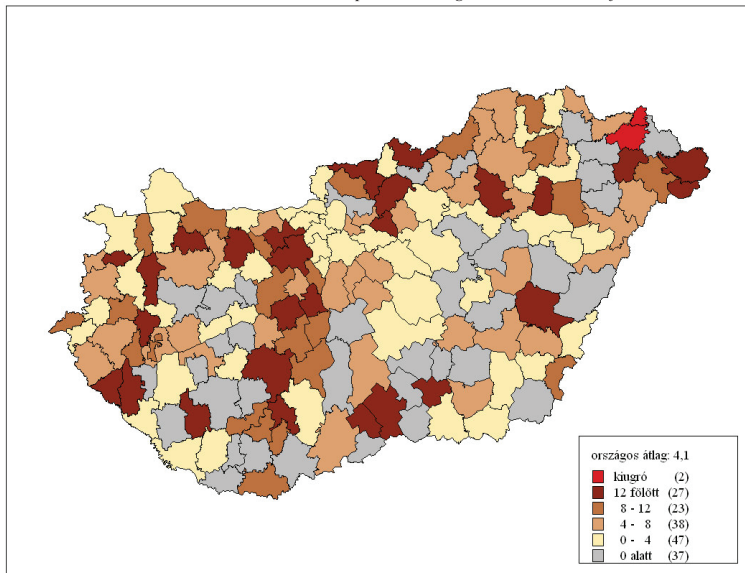 országos átlag: 4,1
kiugró (2)
12 fölött (27)
8 - 12 (23)
4 - 8 (38)
0 - 4 (47)
0 alatt (37)